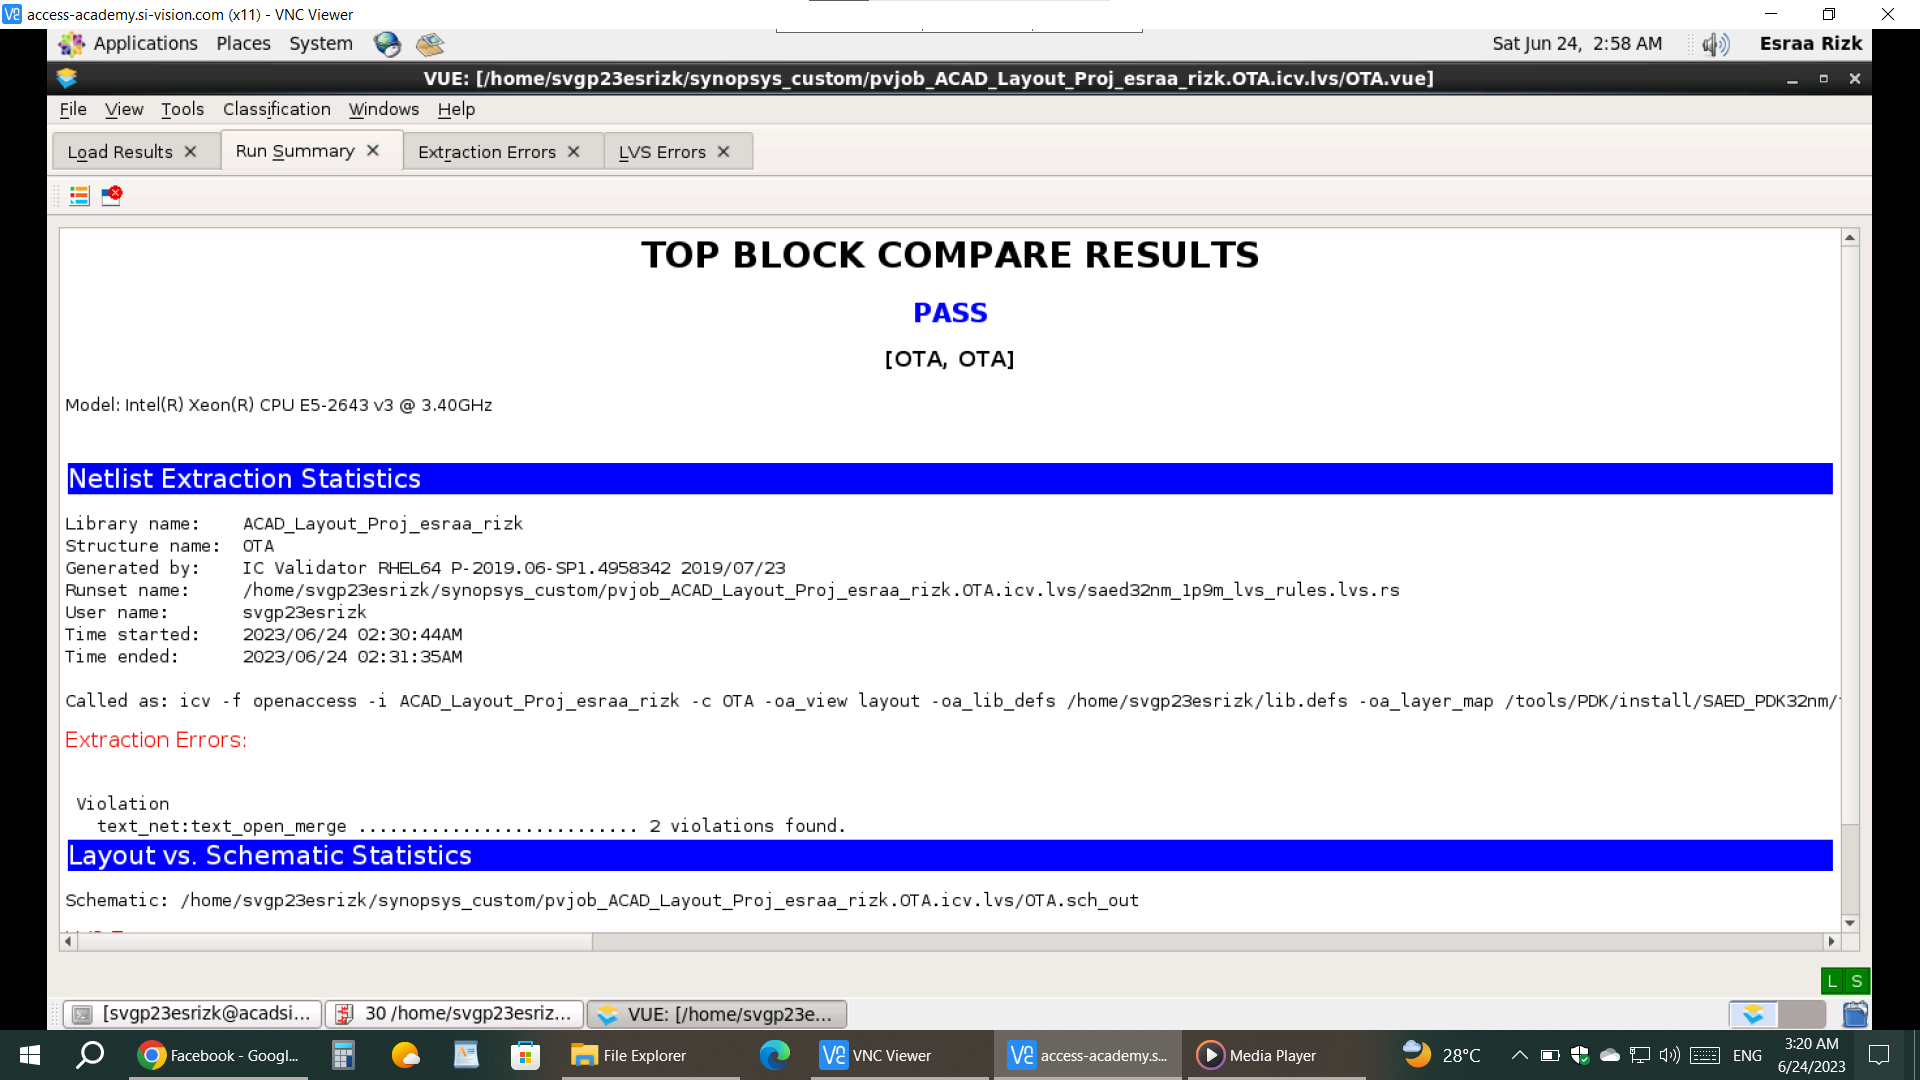 access-academy.si-vision.com (x11) - VNC Viewer
Applications Places System
Sat Jun 24, 2:58 AM
Esraa Rizk
VUE: [/home/svgp23esrizk/synopsys_custom/pvjob_ACAD_Layout_Proj_esraa_rizk.OTA.icv.lvs/OTA.vue]
File View Tools Classification Windows Help
Load Results Run Summary Extraction Errors LVS Errors
TOP BLOCK COMPARE RESULTS
PASS
[OTA, OTA]
Model: Intel(R) Xeon(R) CPU E5-2643 v3 @ 3.40GHz
Netlist Extraction Statistics
Library name: ACAD_Layout_Proj_esraa_rizk
Structure name: OTA
Generated by: IC Validator RHEL64 P-2019.06-SP1.4958342 2019/07/23
Runset name: /home/svgp23esrizk/synopsys_custom/pvjob_ACAD_Layout_Proj_esraa_rizk.OTA.icv.lvs/saed32nm_1p9m_lvs_rules.lvs.rs
User name: svgp23esrizk
Time started: 2023/06/24 02:30:44AM
Time ended: 2023/06/24 02:31:35AM
Called as: icv -f openaccess -i ACAD_Layout_Proj_esraa_rizk -c OTA -oa_view layout -oa_lib_defs /home/svgp23esrizk/lib.defs -oa_layer_map /tools/PDK/install/SAED_PDK32nm/
Extraction Errors:
Violation
text_net:text_open_merge ........................... 2 violations found.
Layout vs. Schematic Statistics
Schematic: /home/svgp23esrizk/synopsys_custom/pvjob_ACAD_Layout_Proj_esraa_rizk.OTA.icv.lvs/OTA.sch_out
L S
[svgp23esrizk@acadsi... 30 /home/svgp23esriz... VUE: [/home/svgp23e...
Facebook - Googl... File Explorer VNC Viewer access-academy.s... Media Player 28°C ENG
3:20 AM
6/24/2023